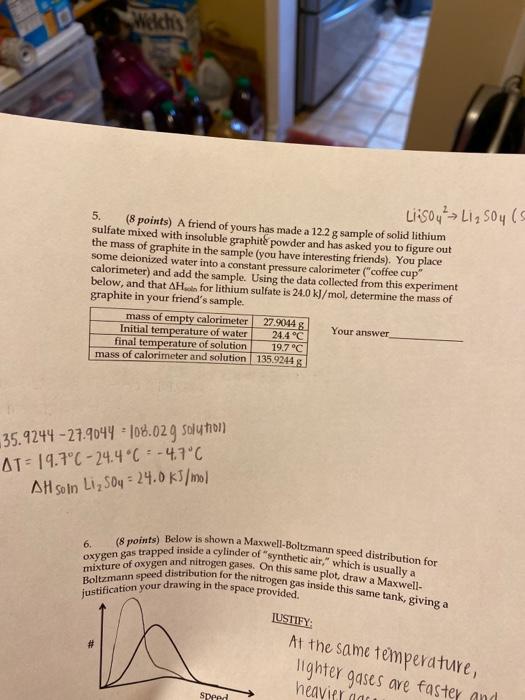 Welch's
Li:SO4²→ Li2 SO4 (s
5. (8 points) A friend of yours has made a 12.2 g sample of solid lithium
sulfate mixed with insoluble graphite powder and has asked you to figure out
the mass of graphite in the sample (you have interesting friends). You place
some deionized water into a constant pressure calorimeter ("coffee cup"
calorimeter) and add the sample. Using the data collected from this experiment
below, and that ΔHsoln for lithium sulfate is 24.0 kJ/mol, determine the mass of
graphite in your friend's sample.
mass of empty calorimeter 27.9044 g
Initial temperature of water 24.4 °C
final temperature of solution 19.7 °C
mass of calorimeter and solution 135.9244 g
Your answer
35.9244 - 27.9044 = 108.02 g solution
ΔT = 19.7°C - 24.4°C = -4.7°C
ΔH soln Li2 SO4 = 24.0 KJ/mol
6. (8 points) Below is shown a Maxwell-Boltzmann speed distribution for
oxygen gas trapped inside a cylinder of "synthetic air," which is usually a
mixture of oxygen and nitrogen gases. On this same plot, draw a Maxwell-
Boltzmann speed distribution for the nitrogen gas inside this same tank, giving a
justification your drawing in the space provided.
JUSTIFY:
#
At the same temperature,
lighter gases are faster and
heavier
speed